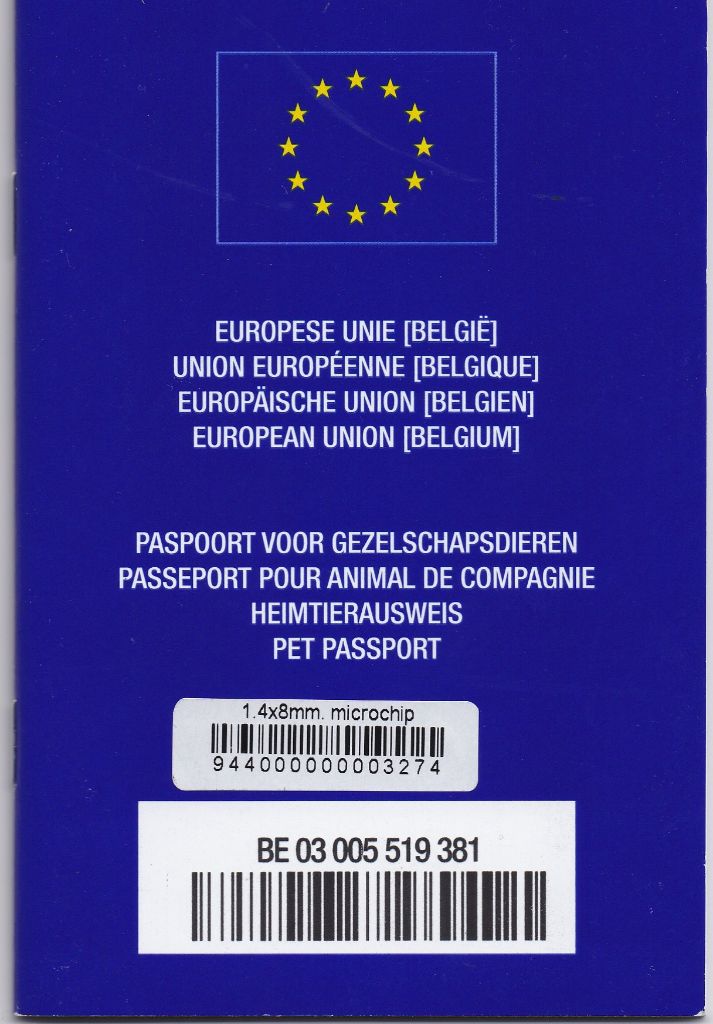 EUROPESE UNIE [BELGIË]
UNION EUROPÉENNE [BELGIQUE]
EUROPÄISCHE UNION [BELGIEN]
EUROPEAN UNION [BELGIUM]
PASPOORT VOOR GEZELSCHAPSDIEREN
PASSEPORT POUR ANIMAL DE COMPAGNIE
HEIMTIERAUSWEIS
PET PASSPORT
1.4x8mm. microchip
944000000003274
BE 03 005 519 381